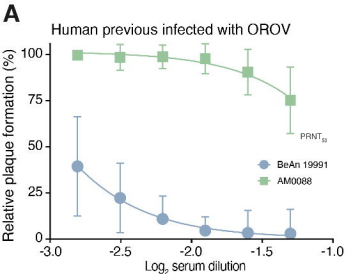 A
Human previous infected with OROV
Relative plaque formation (%)
100
75
50
25
0
PRNT50
BeAn 19991
AM0088
-3.0
-2.5
-2.0
-1.5
-1.0
Log2 serum dilution